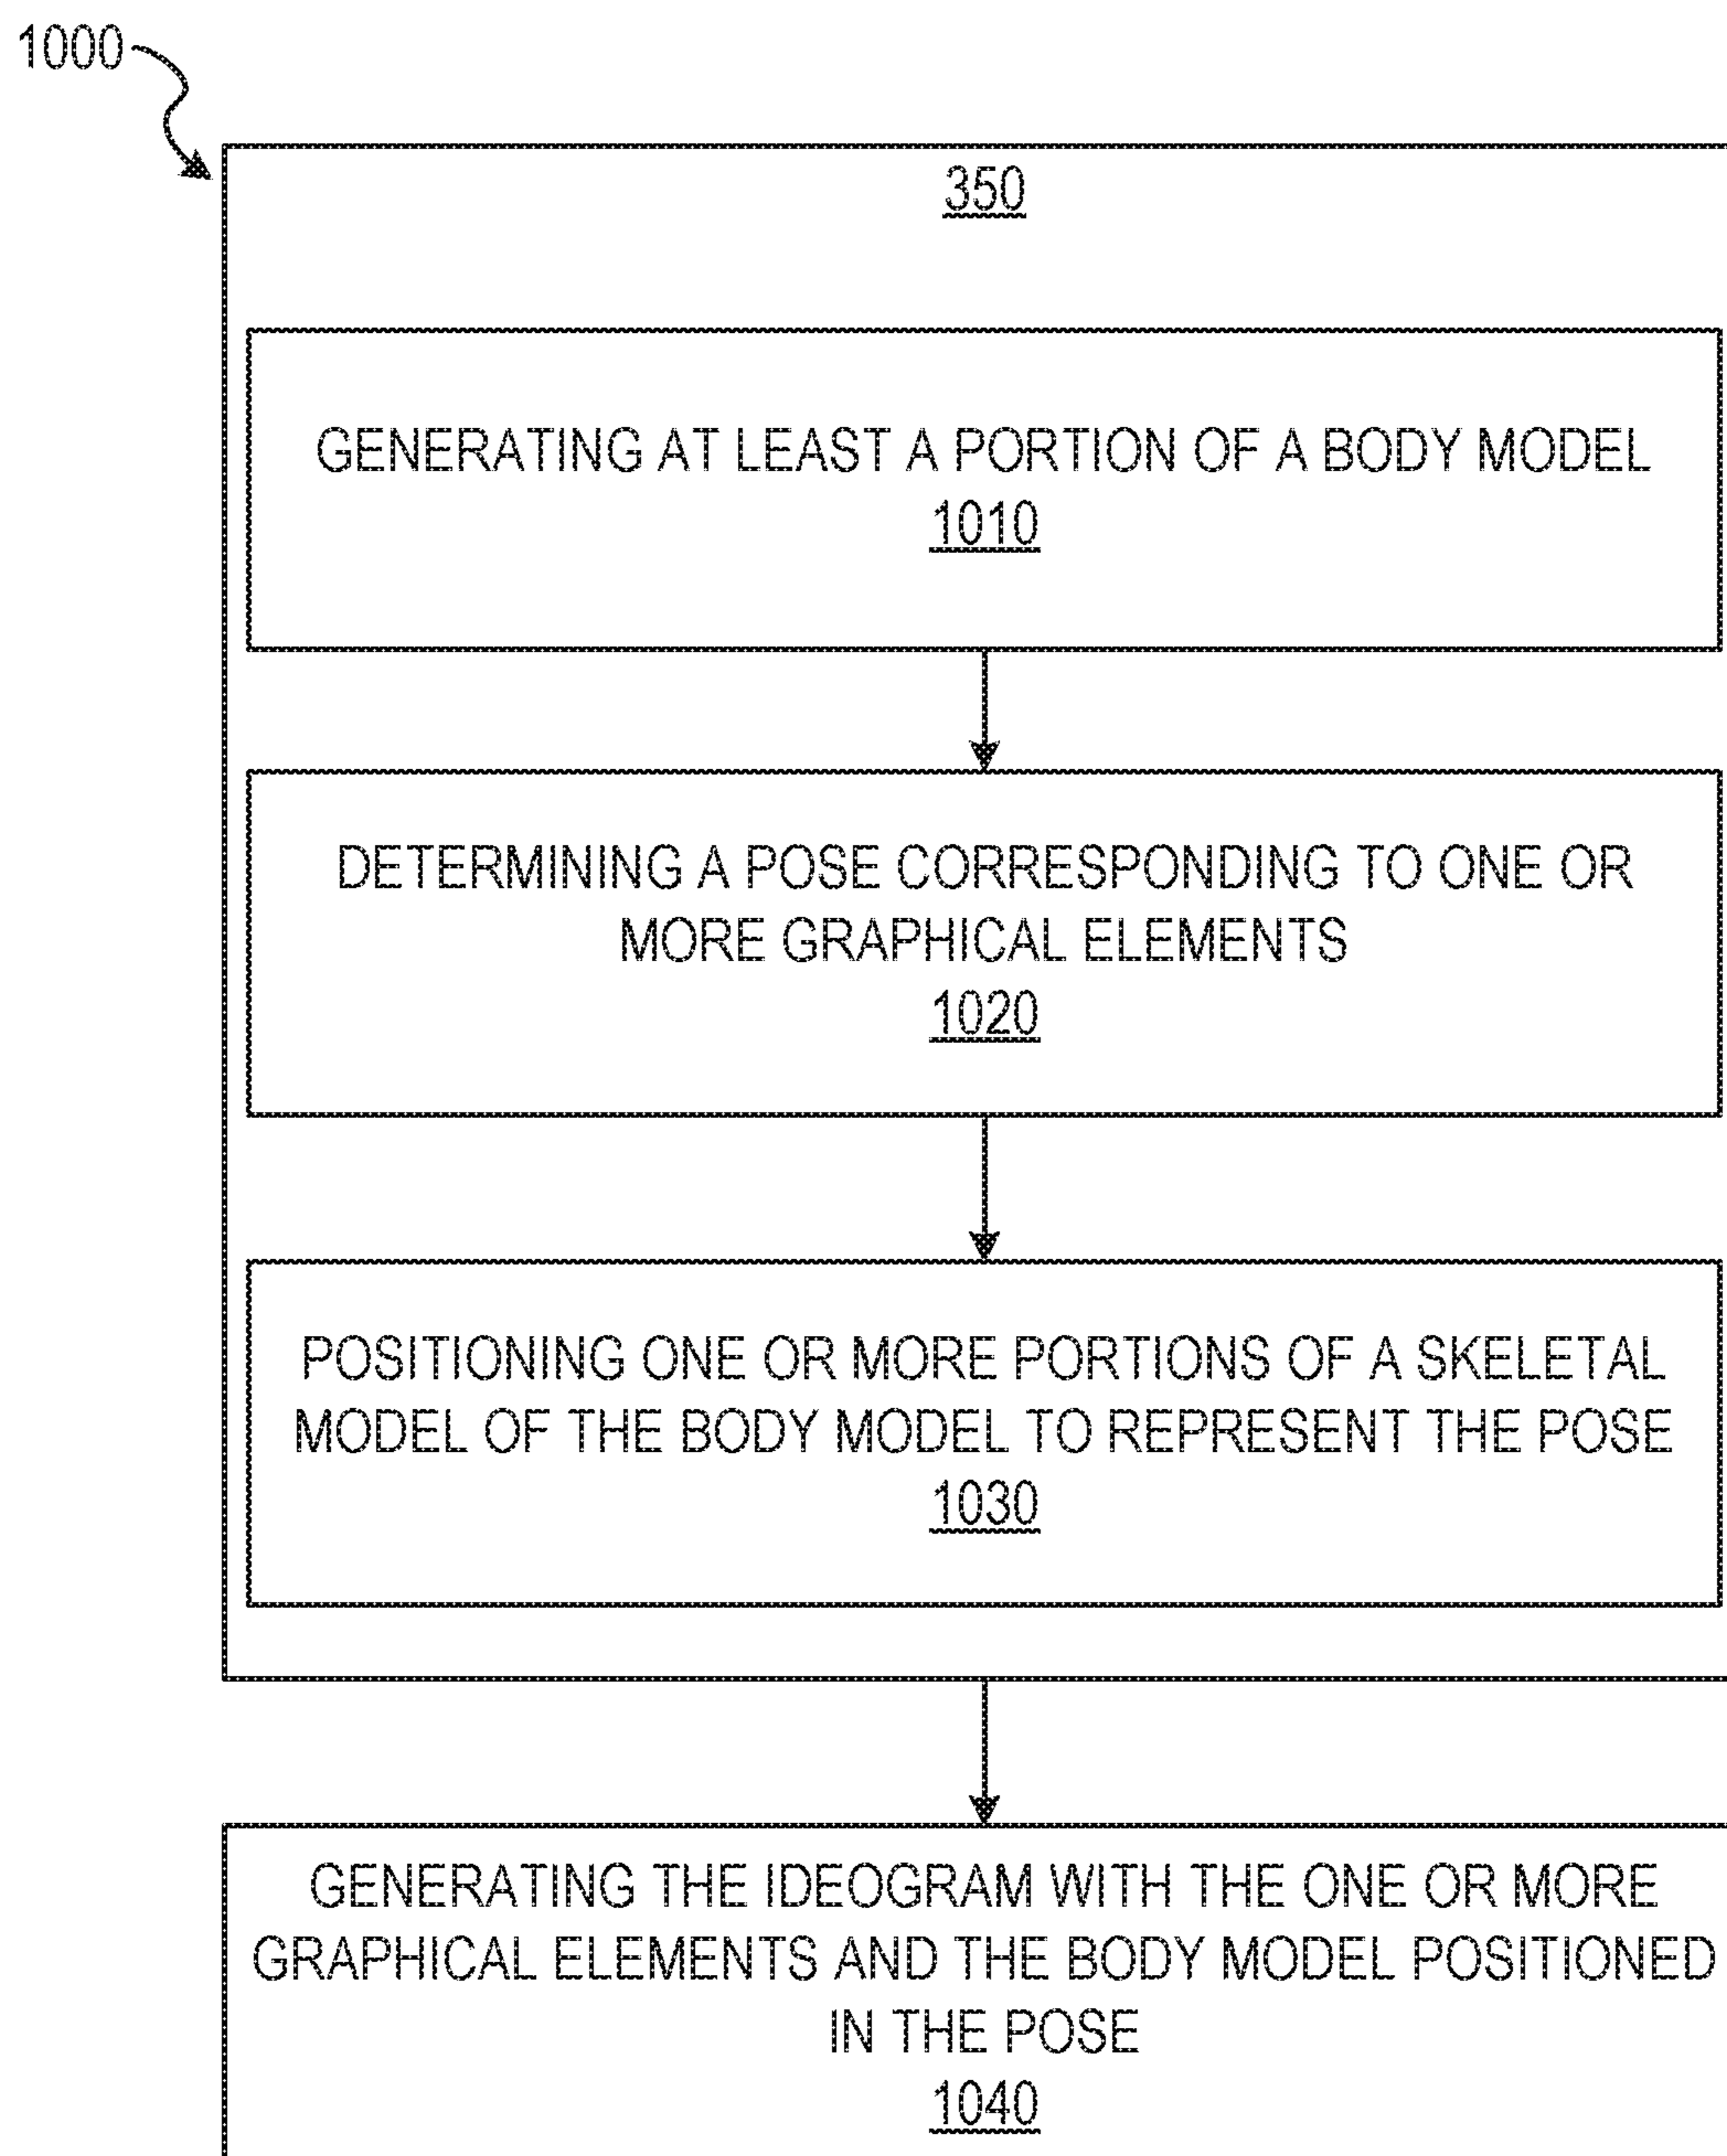 1000
350
GENERATING AT LEAST A PORTION OF A BODY MODEL
1010
DETERMINING A POSE CORRESPONDING TO ONE OR
MORE GRAPHICAL ELEMENTS
1020
POSITIONING ONE OR MORE PORTIONS OF A SKELETAL
MODEL OF THE BODY MODEL TO REPRESENT THE POSE
1030
GENERATING THE IDEOGRAM WITH THE ONE OR MORE
GRAPHICAL ELEMENTS AND THE BODY MODEL POSITIONED
IN THE POSE
1040